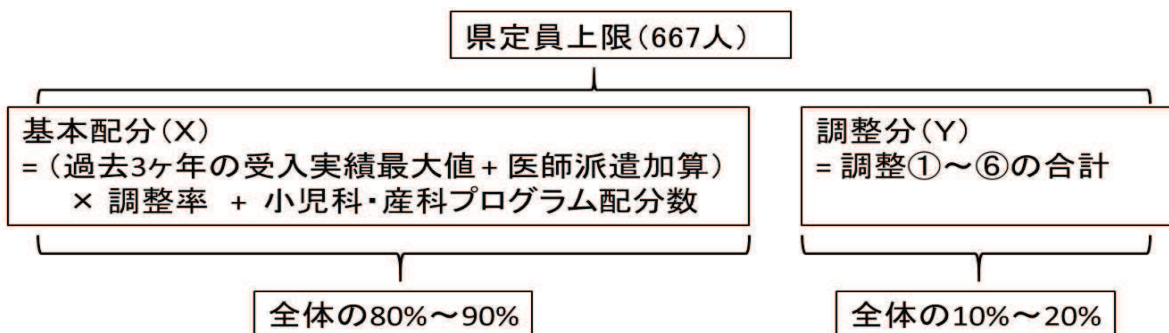 県定員上限(667人)
基本配分(X)
=(過去3ヶ年の受入実績最大値+医師派遣加算)
× 調整率 + 小児科・産科プログラム配分数
調整分(Y)
=調整①~⑥の合計
全体の80%~90%
全体の10%~20%